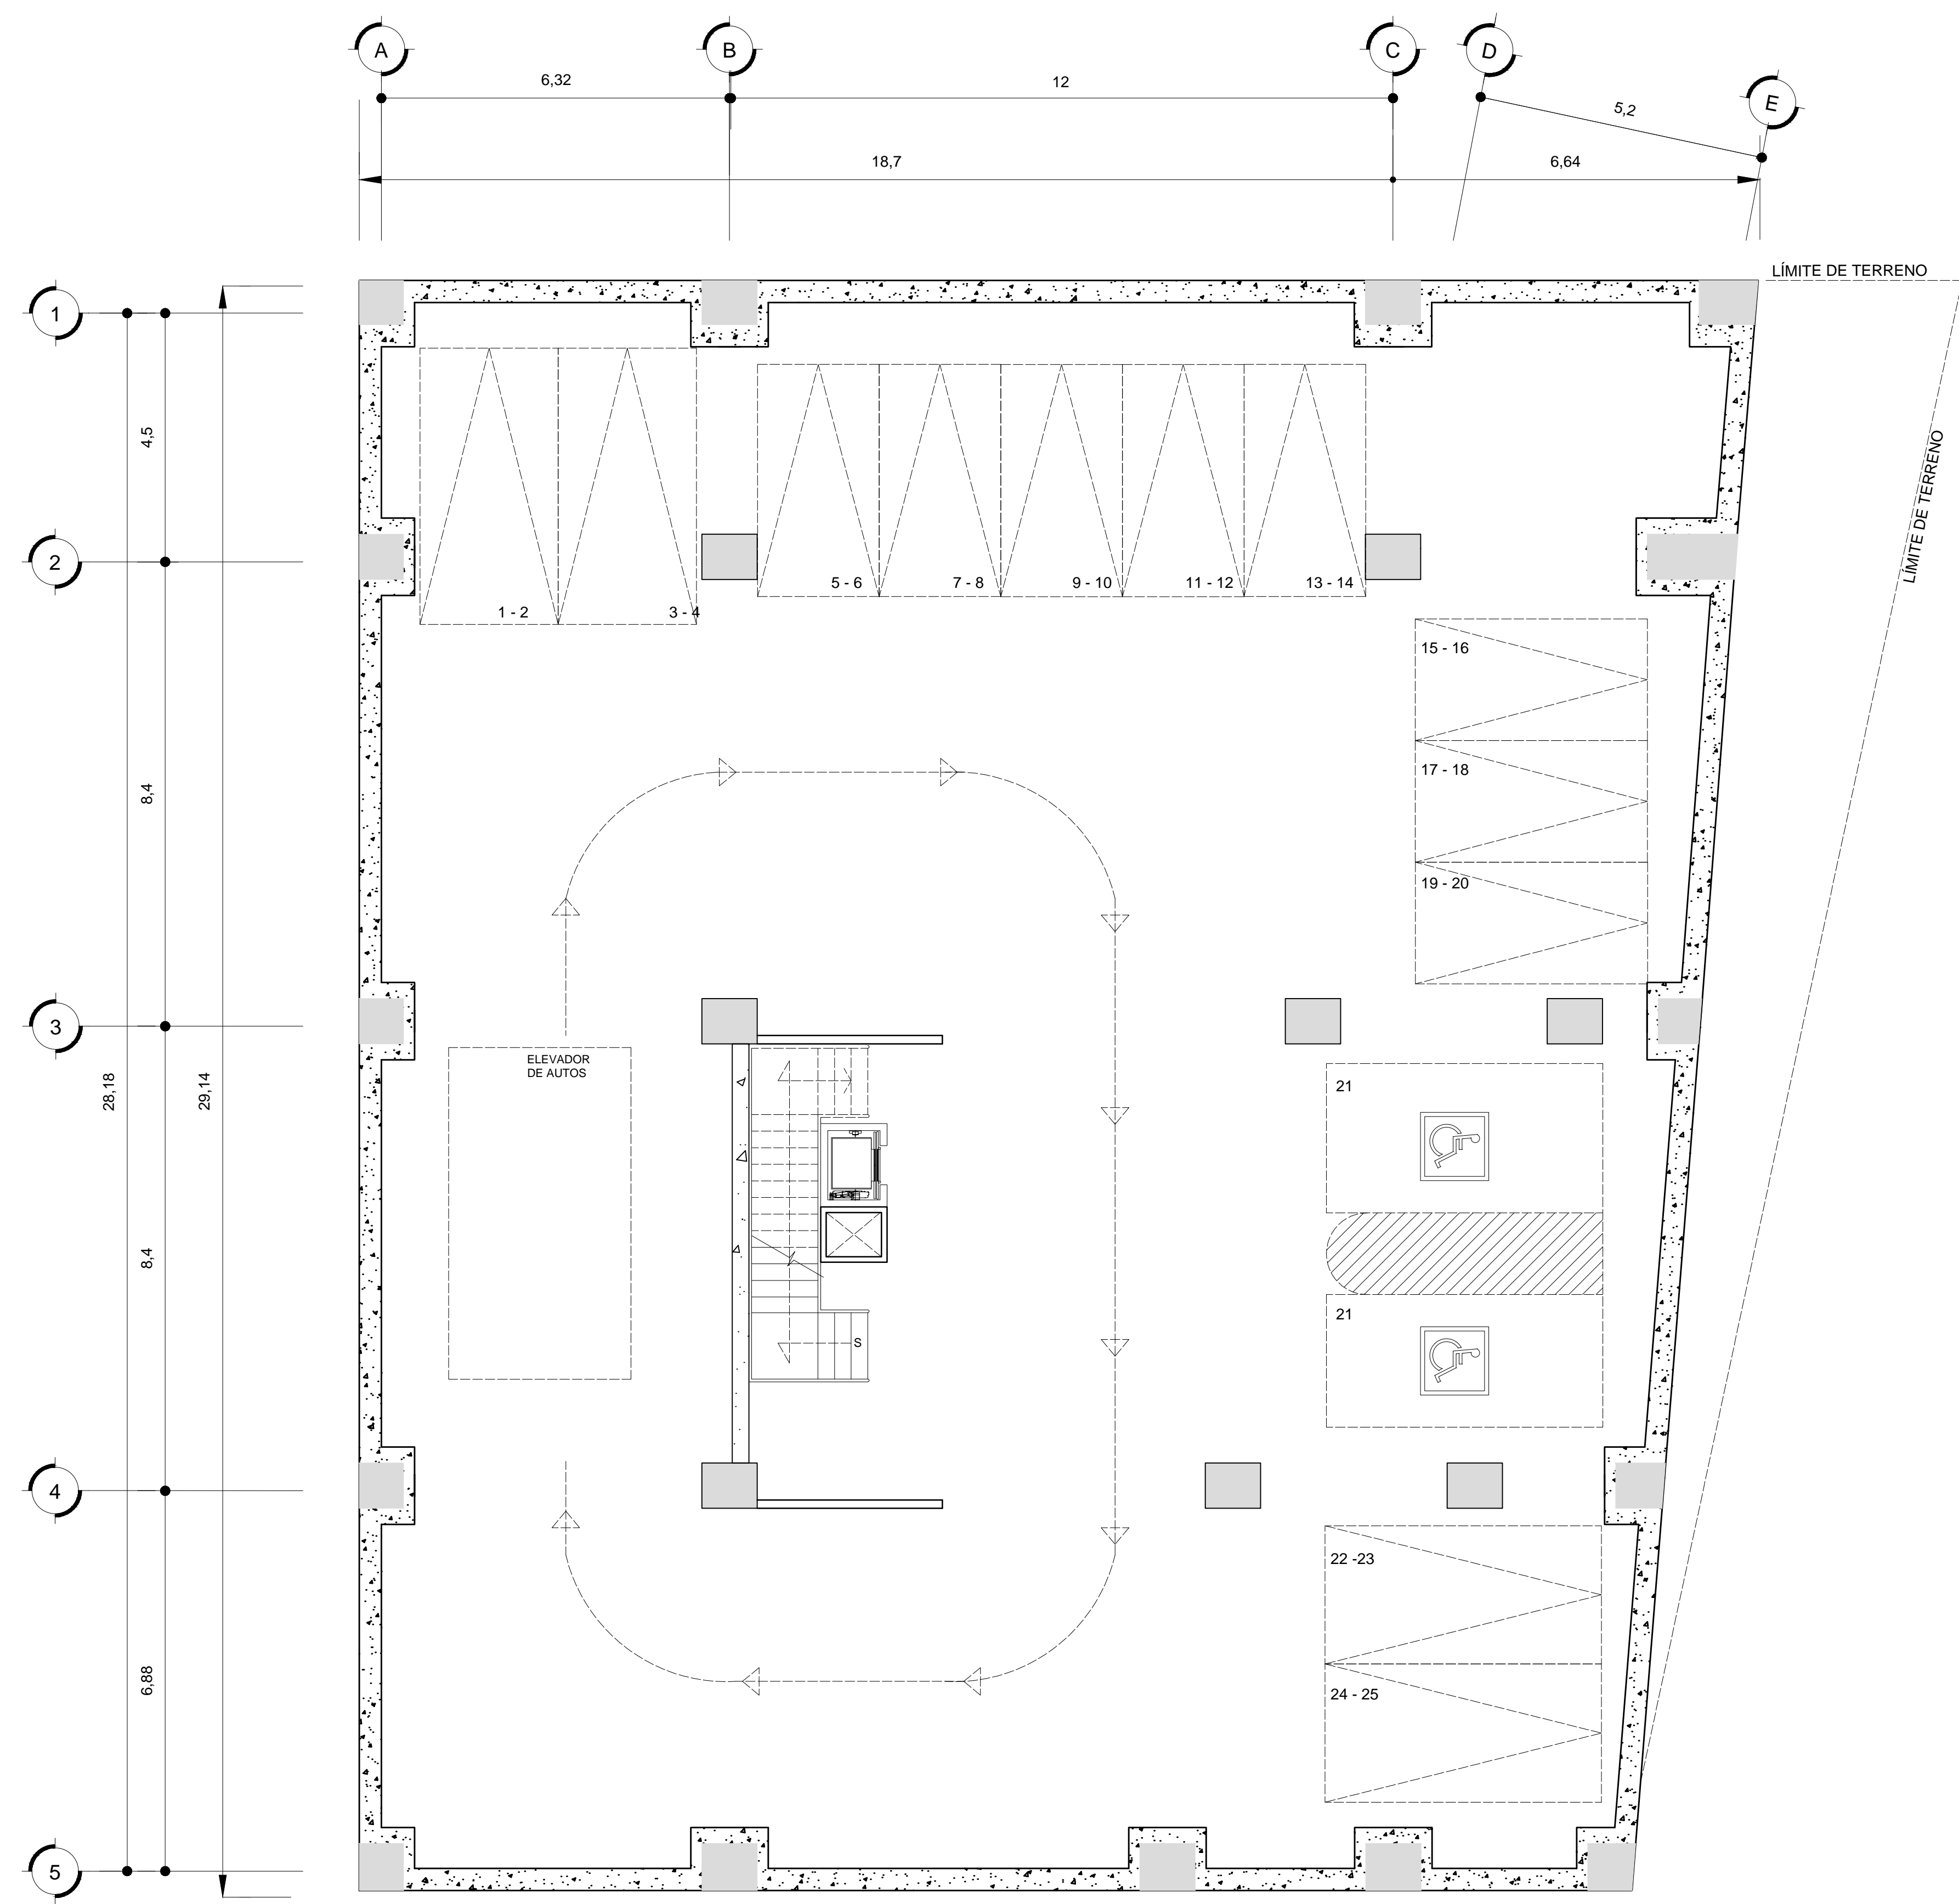 A
B
C
D
E
6,32
12
5,2
18,7
6,64
LÍMITE DE TERRENO
LÍMITE DE TERRENO
1
2
3
4
5
4,5
8,4
8,4
6,88
28,18
29,14
1 - 2
3 - 4
5 - 6
7 - 8
9 - 10
11 - 12
13 - 14
15 - 16
17 - 18
19 - 20
ELEVADOR
DE AUTOS
21
21
S
22 -23
24 - 25